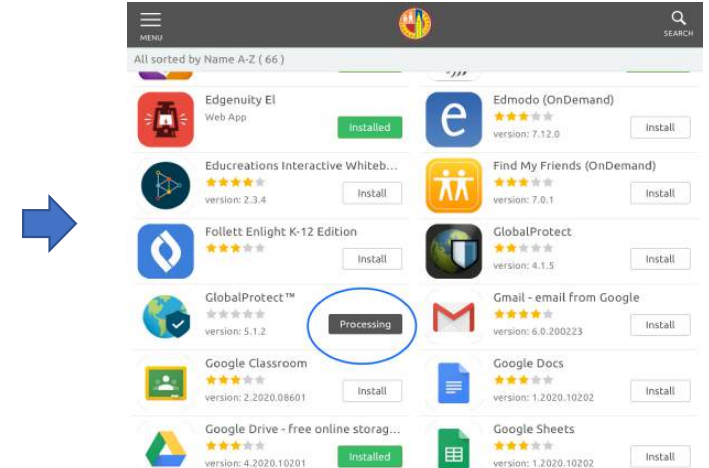 MENU
SEARCH
All sorted by Name A-Z ( 66 )
Edgenuity El
Web App
Installed
Edmodo (OnDemand)
version: 7.12.0
Install
Educreations Interactive Whiteb...
version: 2.3.4
Install
Find My Friends (OnDemand)
version: 7.0.1
Install
Follett Enlight K-12 Edition
Install
GlobalProtect
version: 4.1.5
Install
GlobalProtect™
version: 5.1.2
Processing
Gmail - email from Google
version: 6.0.200223
Install
Google Classroom
version: 2.2020.08601
Install
Google Docs
version: 1.2020.10202
Install
Google Drive - free online storag...
version: 4.2020.10201
Installed
Google Sheets
version: 1.2020.10202
Install